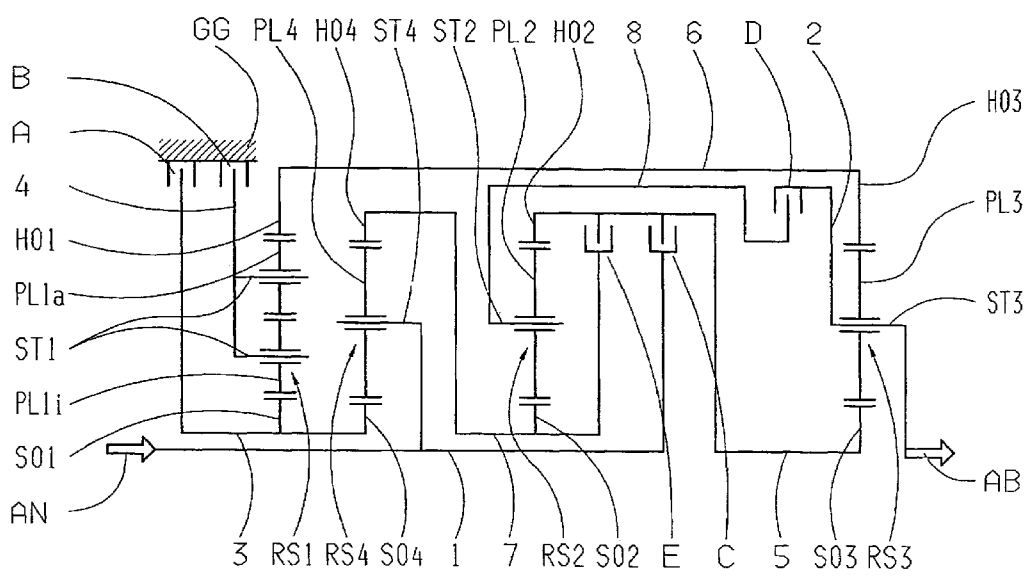 GG PL4 HO4 ST4 ST2 PL2 HO2 8 6 D 2
B
A
4
HO1
PL1a
ST1
PL1i
SO1
AN
HO3
PL3
ST3
AB
3 RS1 RS4 SO4 1 7 RS2 SO2 E C 5 SO3 RS3